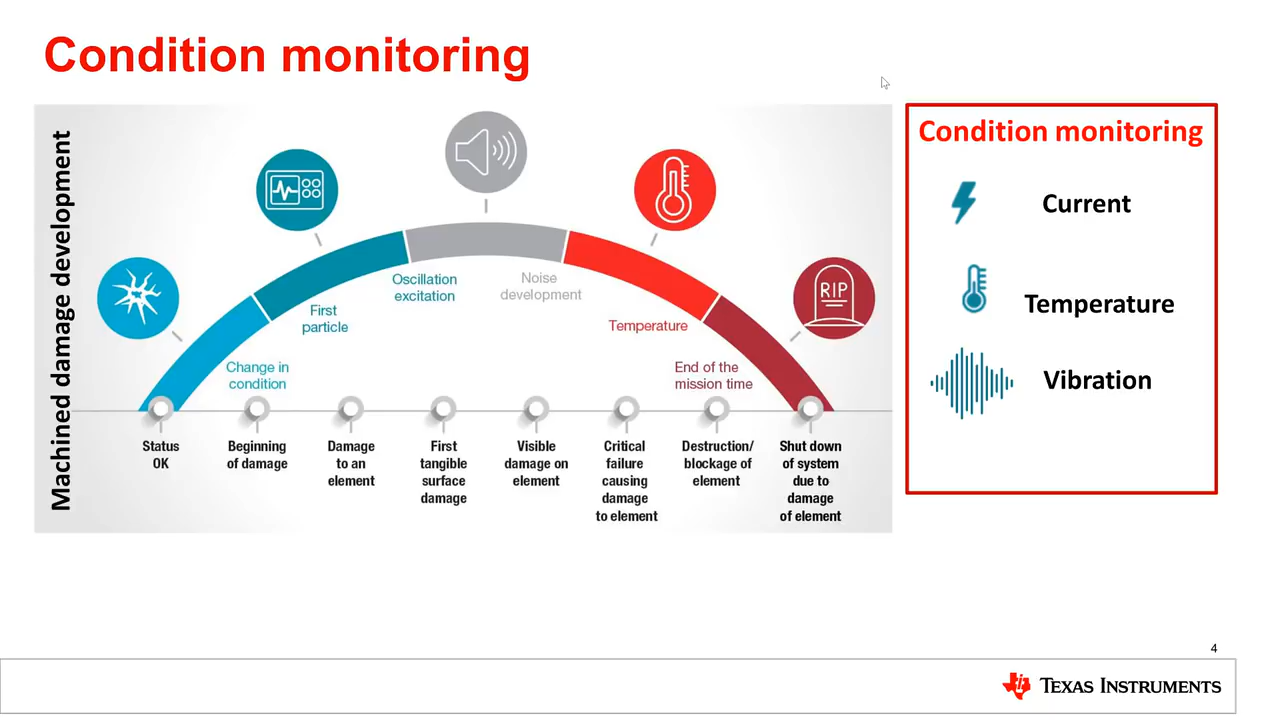 Condition monitoring
Machined damage development
RIP
Change in
condition
First
particle
Oscillation
excitation
Noise
development
Temperature
End of the
mission time
Status
OK
Beginning
of damage
Damage
to an
element
First
tangible
surface
damage
Visible
damage on
element
Critical
failure
causing
damage
to element
Destruction/
blockage of
element
Shut down
of system
due to
damage
of element
Condition monitoring
Current
Temperature
Vibration
4
TEXAS INSTRUMENTS